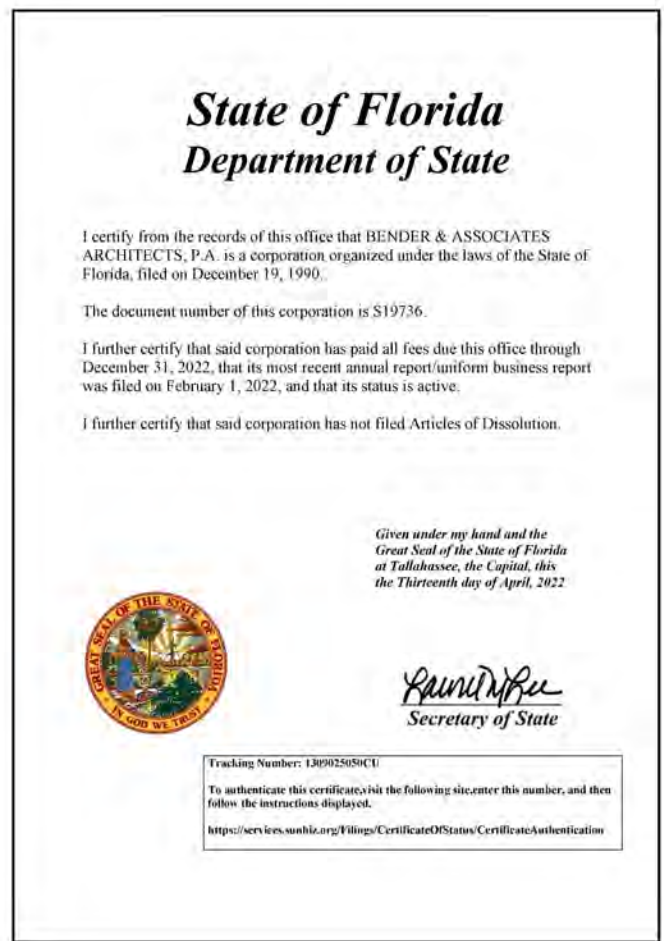 State of Florida
Department of State
I certify from the records of this office that BENDER & ASSOCIATES
ARCHITECTS, P.A. is a corporation organized under the laws of the State of
Florida, filed on December 19, 1990.
The document number of this corporation is S19736.
I further certify that said corporation has paid all fees due this office through
December 31, 2022, that its most recent annual report/uniform business report
was filed on February 1, 2022, and that its status is active.
I further certify that said corporation has not filed Articles of Dissolution.
Given under my hand and the
Great Seal of the State of Florida
at Tallahassee, the Capital, this
the Thirteenth day of April, 2022
GREAT SEAL OF THE STATE OF FLORIDA
IN GOD WE TRUST
Secretary of State
Tracking Number: 1309025050CU
To authenticate this certificate,visit the following site,enter this number, and then
follow the instructions displayed.
https://services.sunbiz.org/Filings/CertificateOfStatus/CertificateAuthentication